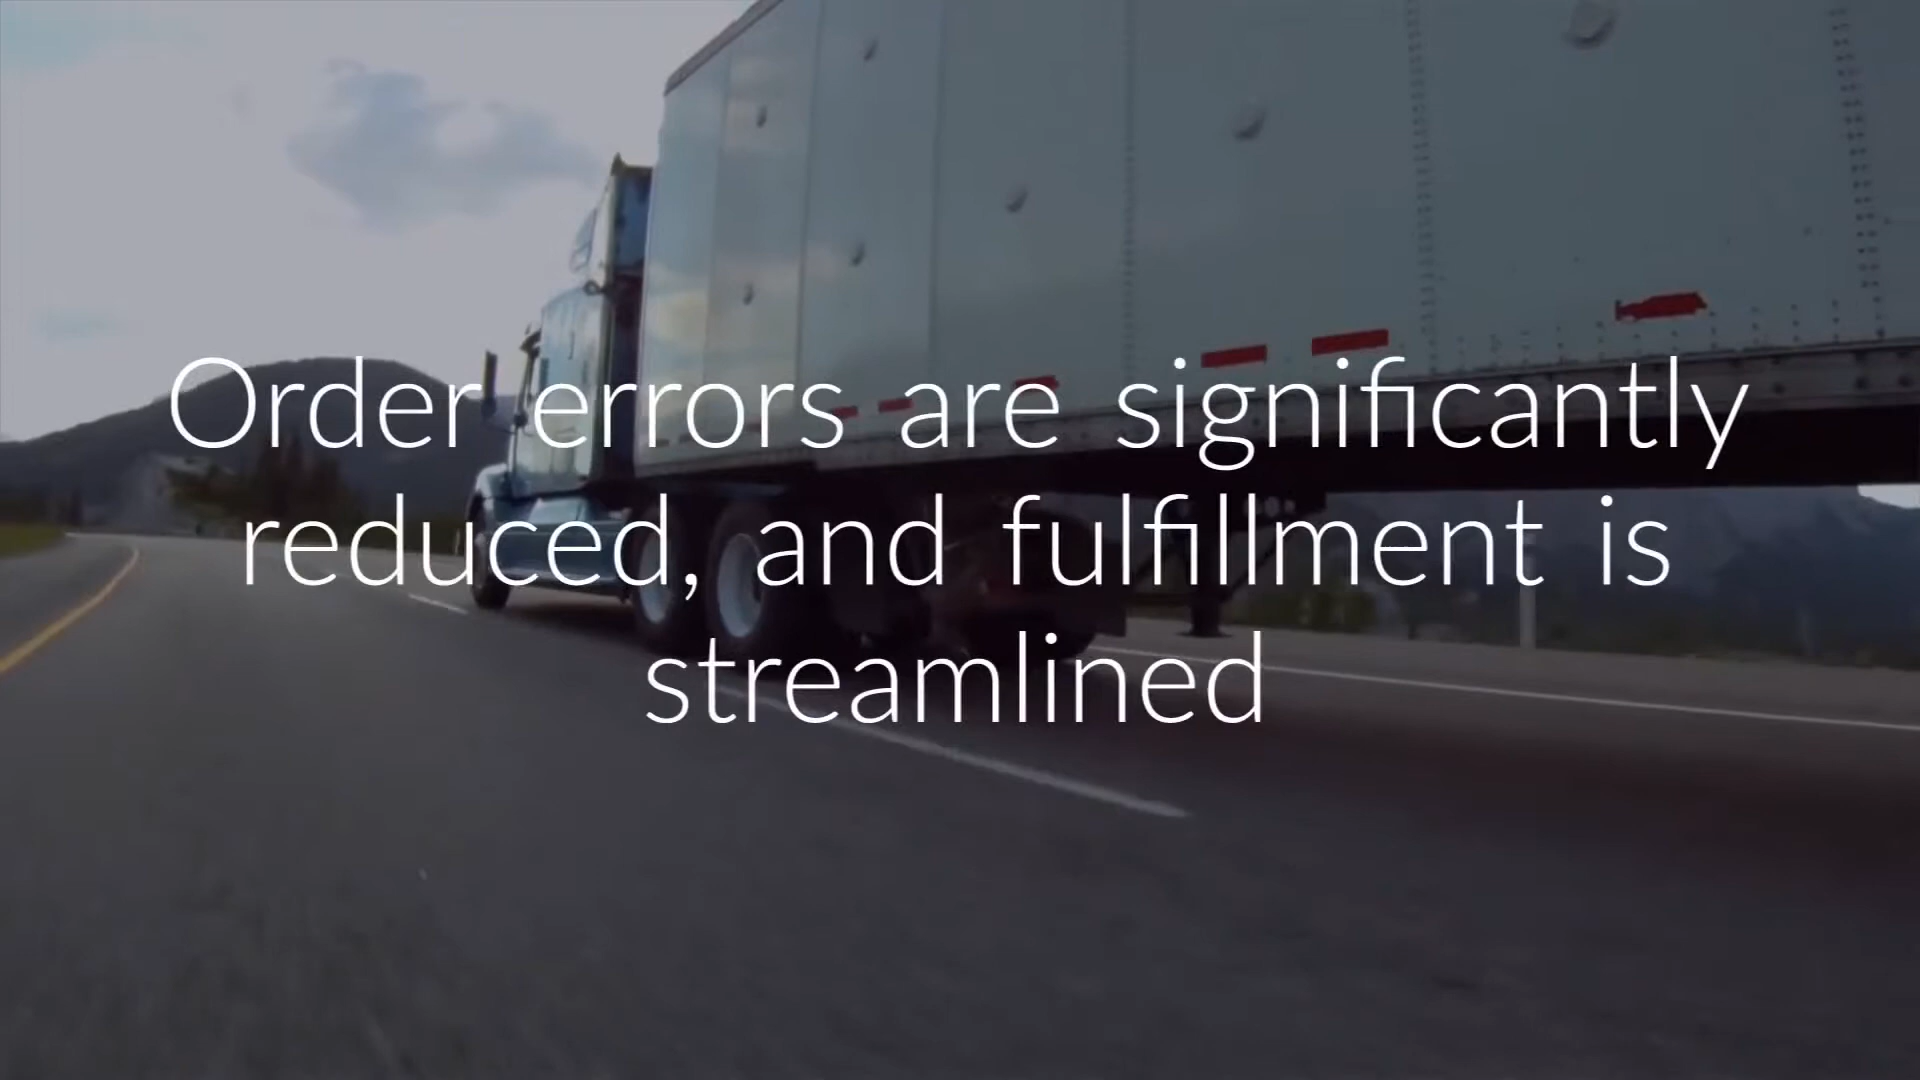 Order errors are significantly
reduced, and fulfillment is
streamlined